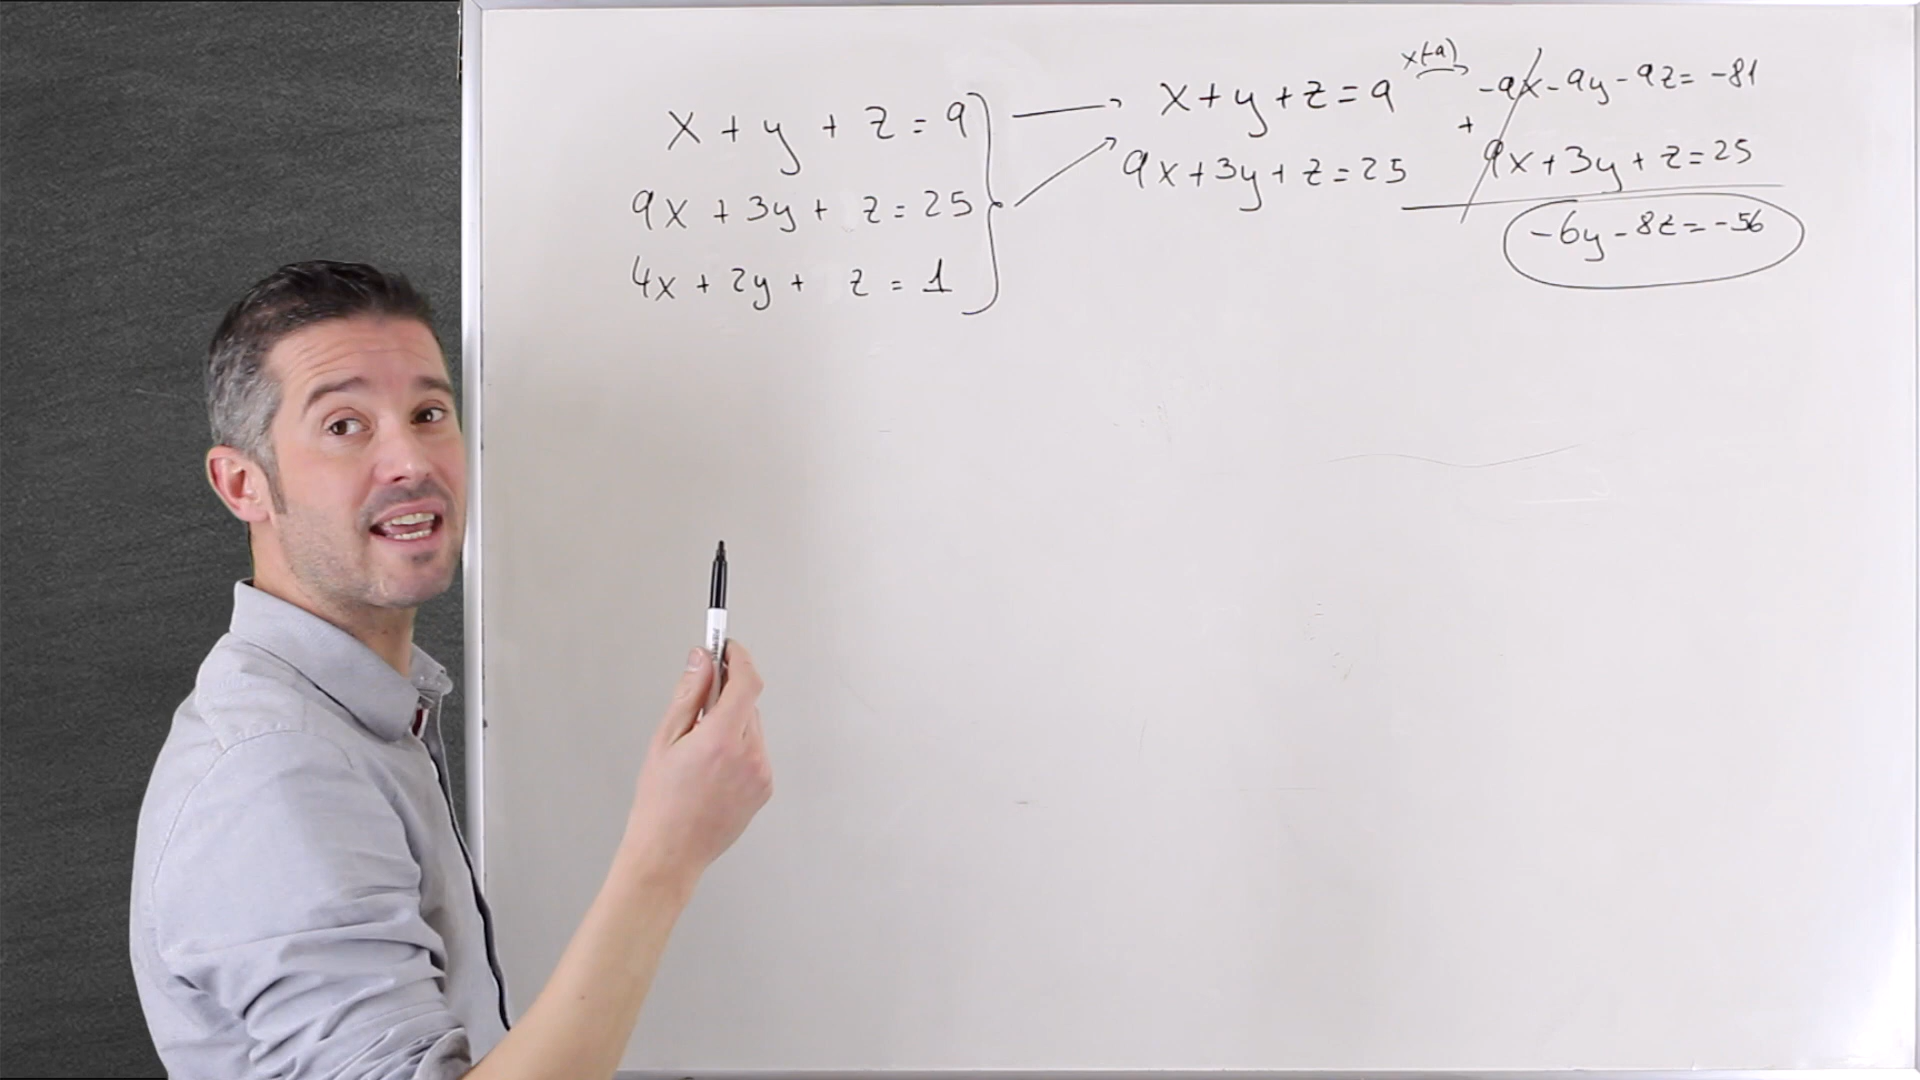 x + y + z = 9
9x + 3y + z = 25
4x + 2y + z = 1
x + y + z = 9
9x + 3y + z = 25
x(-9)
-9x - 9y - 9z = -81
+
9x + 3y + z = 25
-6y - 8z = -56